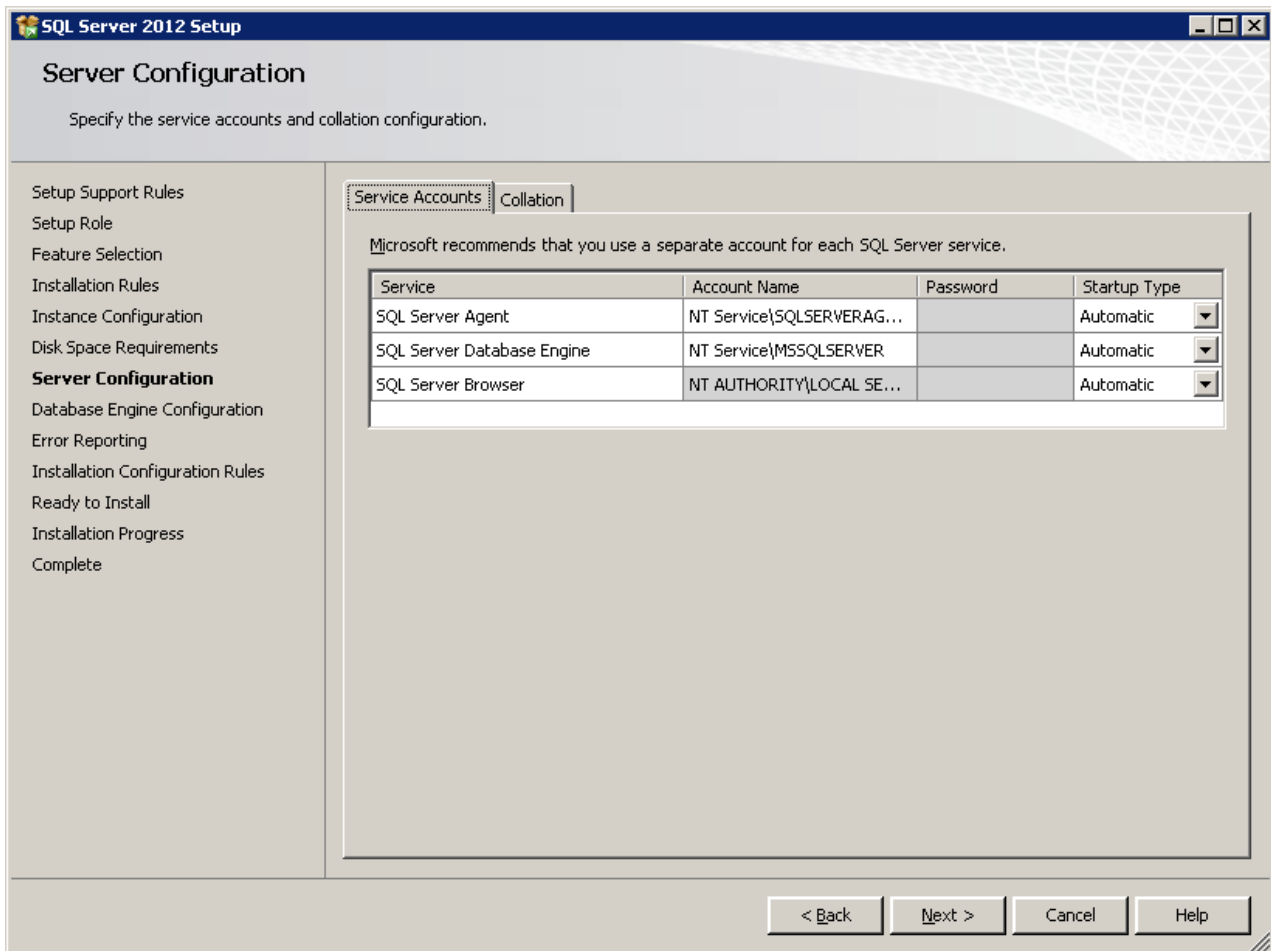 SQL Server 2012 Setup
Server Configuration
Specify the service accounts and collation configuration.
Setup Support Rules
Setup Role
Feature Selection
Installation Rules
Instance Configuration
Disk Space Requirements
Server Configuration
Database Engine Configuration
Error Reporting
Installation Configuration Rules
Ready to Install
Installation Progress
Complete
Service Accounts Collation
Microsoft recommends that you use a separate account for each SQL Server service.
Service Account Name Password Startup Type
SQL Server Agent NT Service\SQLSERVERAG... Automatic
SQL Server Database Engine NT Service\MSSQLSERVER Automatic
SQL Server Browser NT AUTHORITY\LOCAL SE... Automatic
< Back Next > Cancel Help